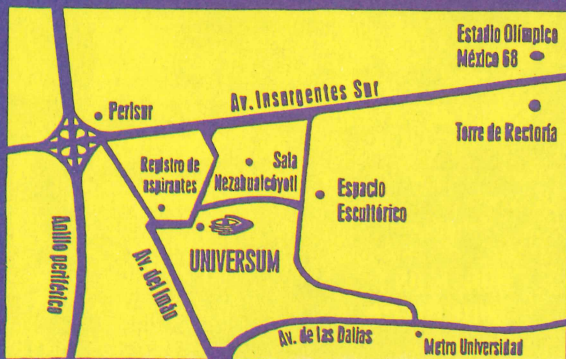 Estadio Olímpico
México 68
Av. Insurgentes Sur
Perisur
Torre de Rectoría
Registro de
aspirantes
Sala
Nezahualcóyotl
Espacio
Escultórico
UNIVERSUM
Anillo periférico
Av. del Imán
Av. de las Dalias
Metro Universidad